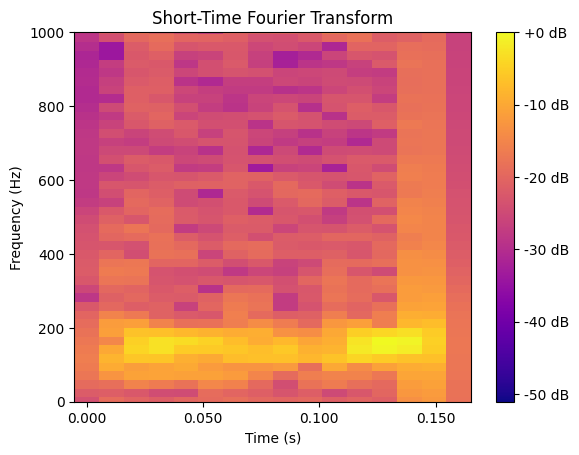 Short-Time Fourier Transform
1000
800
600
400
200
0
Frequency (Hz)
0.000
0.050
0.100
0.150
Time (s)
+0 dB
-10 dB
-20 dB
-30 dB
-40 dB
-50 dB